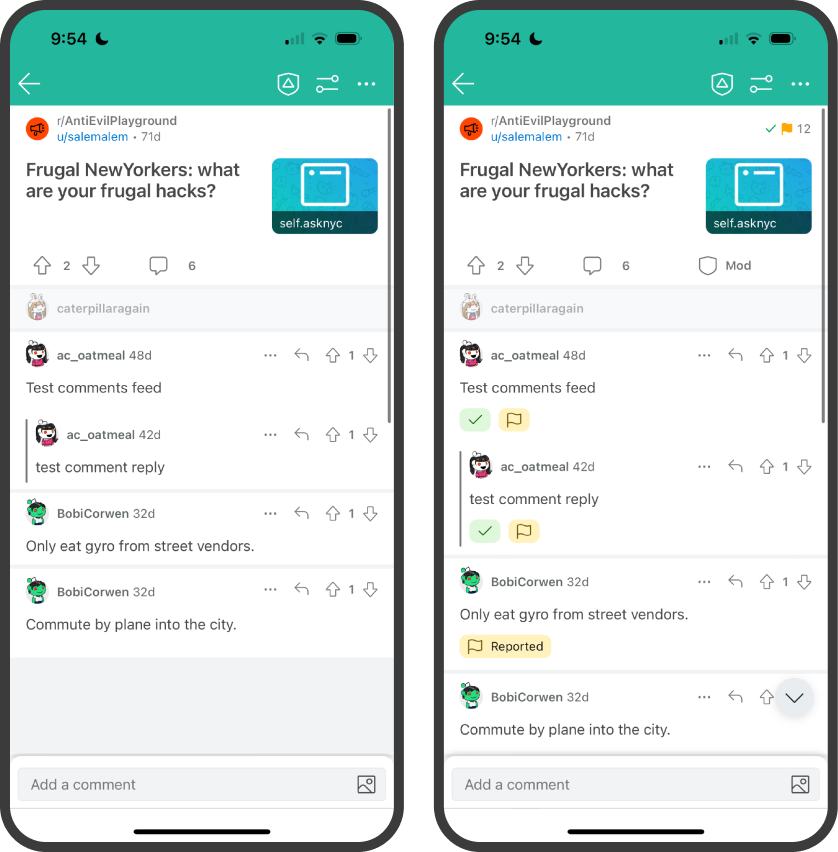 9:54
r/AntiEvilPlayground
u/salemalem • 71d
Frugal NewYorkers: what
are your frugal hacks?
self.asknyc
2
6
caterpillaragain
ac_oatmeal 48d
1
Test comments feed
ac_oatmeal 42d
1
test comment reply
BobiCorwen 32d
1
Only eat gyro from street vendors.
BobiCorwen 32d
1
Commute by plane into the city.
Add a comment
9:54
r/AntiEvilPlayground
12
u/salemalem • 71d
Frugal NewYorkers: what
are your frugal hacks?
self.asknyc
2
6
Mod
caterpillaragain
ac_oatmeal 48d
1
Test comments feed
ac_oatmeal 42d
1
test comment reply
BobiCorwen 32d
1
Only eat gyro from street vendors.
Reported
BobiCorwen 32d
Commute by plane into the city.
Add a comment